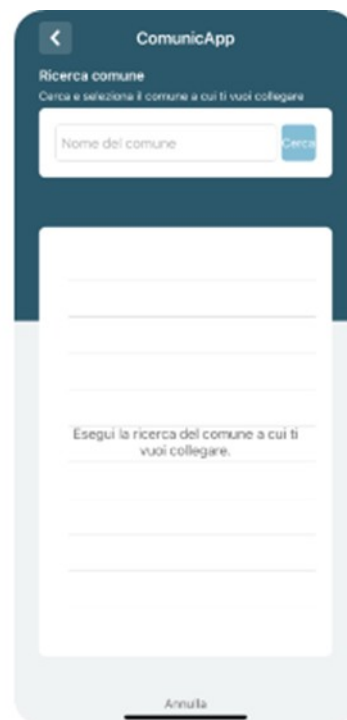 ComunicApp
Ricerca comune
Cerca e seleziona il comune a cui ti vuoi collegare
Nome del comune
Cerca
Esegui la ricerca del comune a cui ti
vuoi collegare.
Annulla